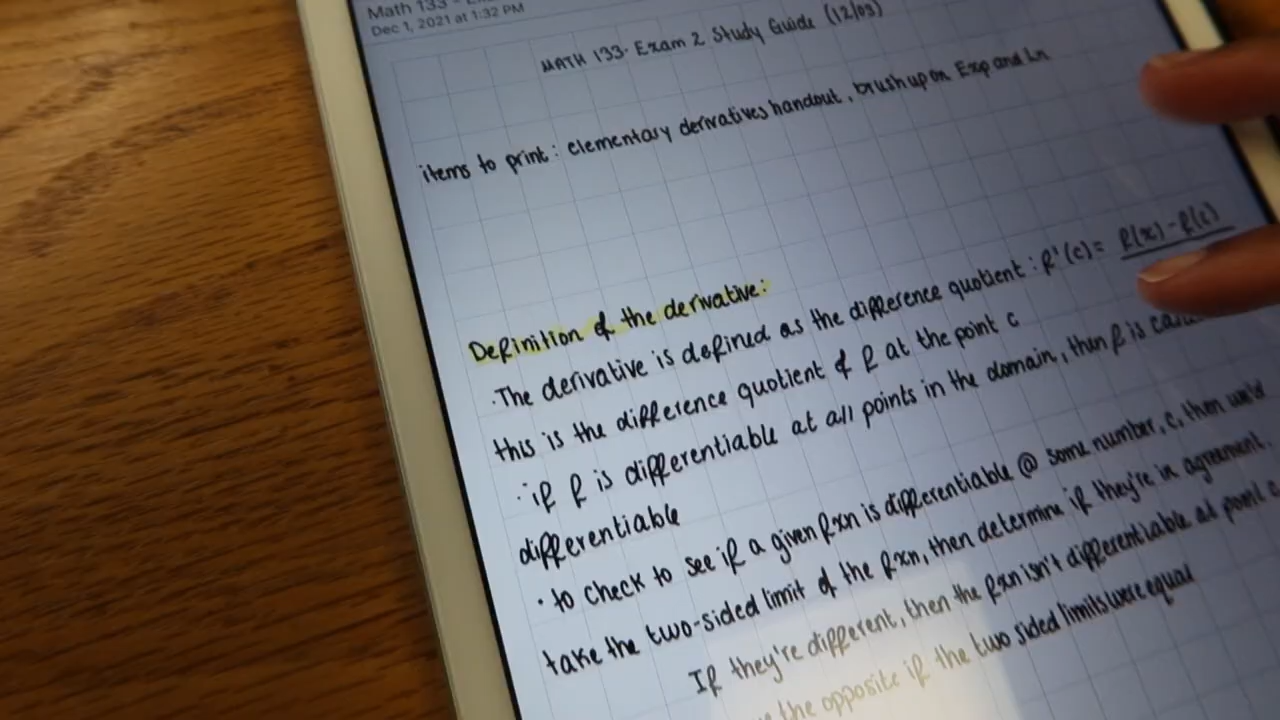 Math 133
Dec 1, 2021 at 1:32 PM
MATH 133- Exam 2 Study Guide (12/03)
items to print: elementary derivatives handout, brush up on Exp and Ln
Definition of the derivative:
·The derivative is defined as the difference quotient: f'(c) = f(x) - f(c)
this is the difference quotient of f at the point c
·if f is differentiable at all points in the domain, then f is
differentiable
·to check to see if a given fxn is differentiable @ some number, c, then we'd
take the two-sided limit of the fxn, then determine if they're in agreement.
If they're different, then the fxn isn't differentiable at point c
the opposite if the two sided limits were equal